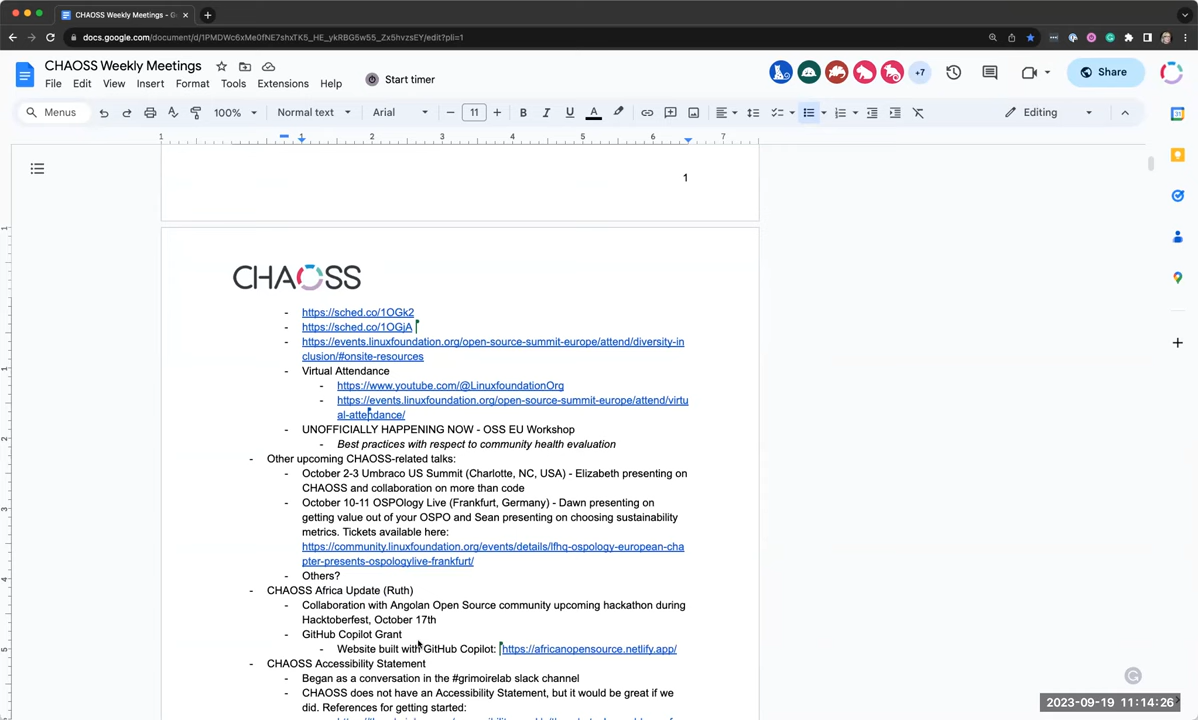 CHAOSS Weekly Meetings - G
docs.google.com/document/d/1PMDWc6xMe0fNE7shxTK5_HE_ykRBG5w55_Zx5hvzsEY/edit?pli=1
CHAOSS Weekly Meetings
File Edit View Insert Format Tools Extensions Help
Start timer
+7
Share
Menus
100%
Normal text
Arial
11
Editing
1 1 2 3 4 5 6 7
1
CHAOSS
- https://sched.co/1OGk2
- https://sched.co/1OGjA
- https://events.linuxfoundation.org/open-source-summit-europe/attend/diversity-in
clusion/#onsite-resources
- Virtual Attendance
- https://www.youtube.com/@LinuxfoundationOrg
- https://events.linuxfoundation.org/open-source-summit-europe/attend/virtu
al-attendance/
- UNOFFICIALLY HAPPENING NOW - OSS EU Workshop
- Best practices with respect to community health evaluation
- Other upcoming CHAOSS-related talks:
- October 2-3 Umbraco US Summit (Charlotte, NC, USA) - Elizabeth presenting on
CHAOSS and collaboration on more than code
- October 10-11 OSPOlogy Live (Frankfurt, Germany) - Dawn presenting on
getting value out of your OSPO and Sean presenting on choosing sustainability
metrics. Tickets available here:
https://community.linuxfoundation.org/events/details/lfhq-ospology-european-cha
pter-presents-ospologylive-frankfurt/
- Others?
- CHAOSS Africa Update (Ruth)
- Collaboration with Angolan Open Source community upcoming hackathon during
Hacktoberfest, October 17th
- GitHub Copilot Grant
- Website built with GitHub Copilot: https://africanopensource.netlify.app/
- CHAOSS Accessibility Statement
- Began as a conversation in the #grimoirelab slack channel
- CHAOSS does not have an Accessibility Statement, but it would be great if we
did. References for getting started:
2023-09-19 11:14:26